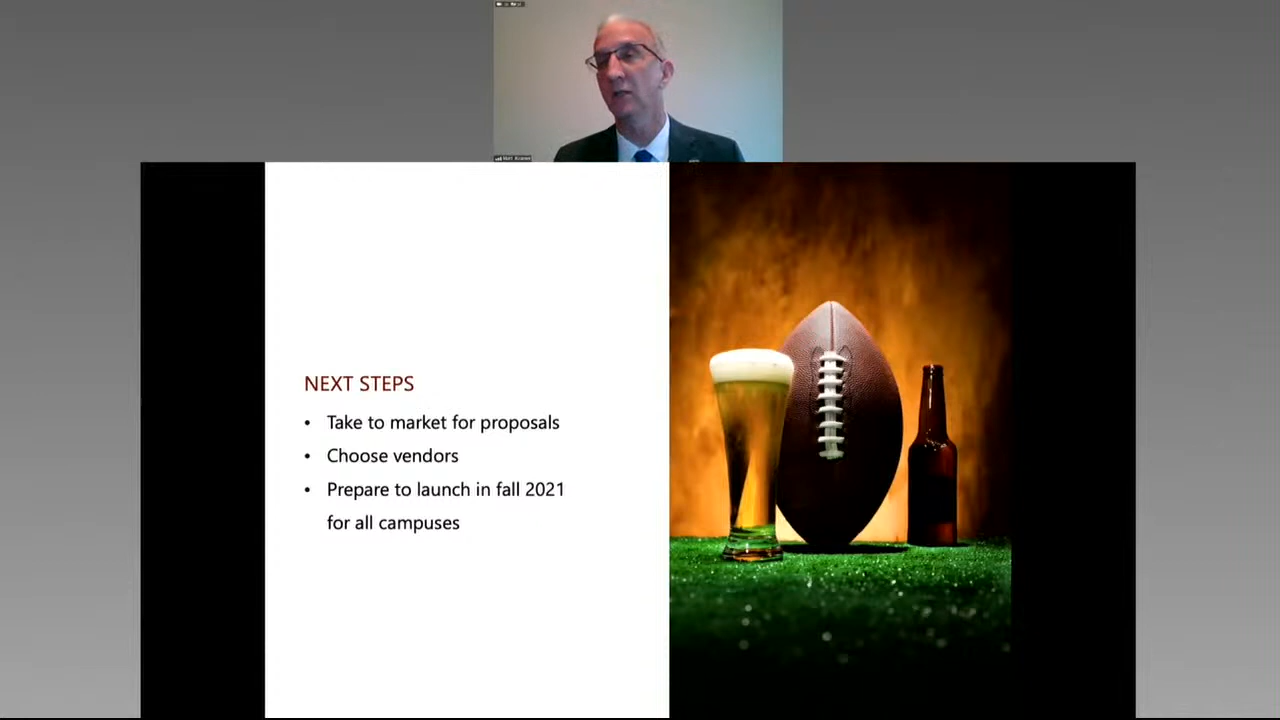 NEXT STEPS
• Take to market for proposals
• Choose vendors
• Prepare to launch in fall 2021
for all campuses